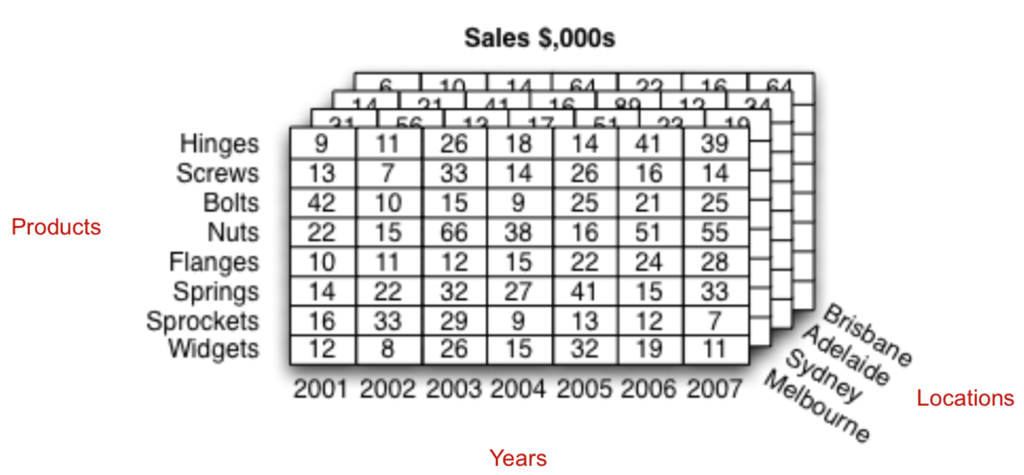 Sales $,000s
6 10 14 64 22 16 64
14 21 41 16 89 12 34
31 56 13 17 51 23 19
Hinges 9 11 26 18 14 41 39
Screws 13 7 33 14 26 16 14
Bolts 42 10 15 9 25 21 25
Products
Nuts 22 15 66 38 16 51 55
Flanges 10 11 12 15 22 24 28
Springs 14 22 32 27 41 15 33
Sprockets 16 33 29 9 13 12 7
Widgets 12 8 26 15 32 19 11
2001 2002 2003 2004 2005 2006 2007
Brisbane
Adelaide
Sydney
Melbourne
Locations
Years